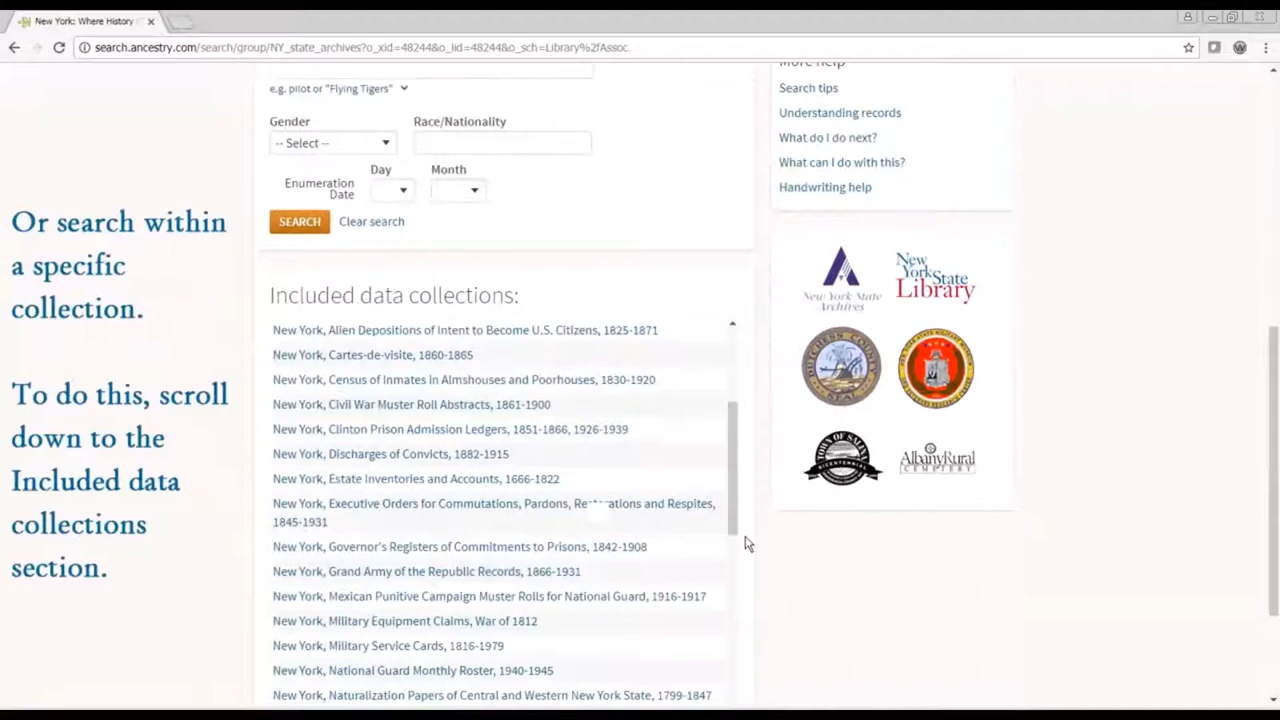 New York: Where History
search.ancestry.com/search/group/NY_state_archives?o_xid=48244&o_lid=48244&o_sch=Library%2fAssoc
Or search within
a specific
collection.
To do this, scroll
down to the
Included data
collections
section.
e.g. pilot or "Flying Tigers"
Gender
Race/Nationality
-- Select --
Day
Month
Enumeration
Date
SEARCH Clear search
Included data collections:
New York, Alien Depositions of Intent to Become U.S. Citizens, 1825-1871
New York, Cartes-de-visite, 1860-1865
New York, Census of Inmates in Almshouses and Poorhouses, 1830-1920
New York, Civil War Muster Roll Abstracts, 1861-1900
New York, Clinton Prison Admission Ledgers, 1851-1866, 1926-1939
New York, Discharges of Convicts, 1882-1915
New York, Estate Inventories and Accounts, 1666-1822
New York, Executive Orders for Commutations, Pardons, and Respites,
1845-1931
New York, Governor's Registers of Commitments to Prisons, 1842-1908
New York, Grand Army of the Republic Records, 1866-1931
New York, Mexican Punitive Campaign Muster Rolls for National Guard, 1916-1917
New York, Military Equipment Claims, War of 1812
New York, Military Service Cards, 1816-1979
New York, National Guard Monthly Roster, 1940-1945
New York, Naturalization Papers of Central and Western New York State, 1799-1847
More help
Search tips
Understanding records
What do I do next?
What can I do with this?
Handwriting help
New York State
Archives
New
York State
Library
DUTCHESS COUNTY
SEAL
TOWN OF SALINA
BICENTENNIAL
Albany Rural
CEMETERY